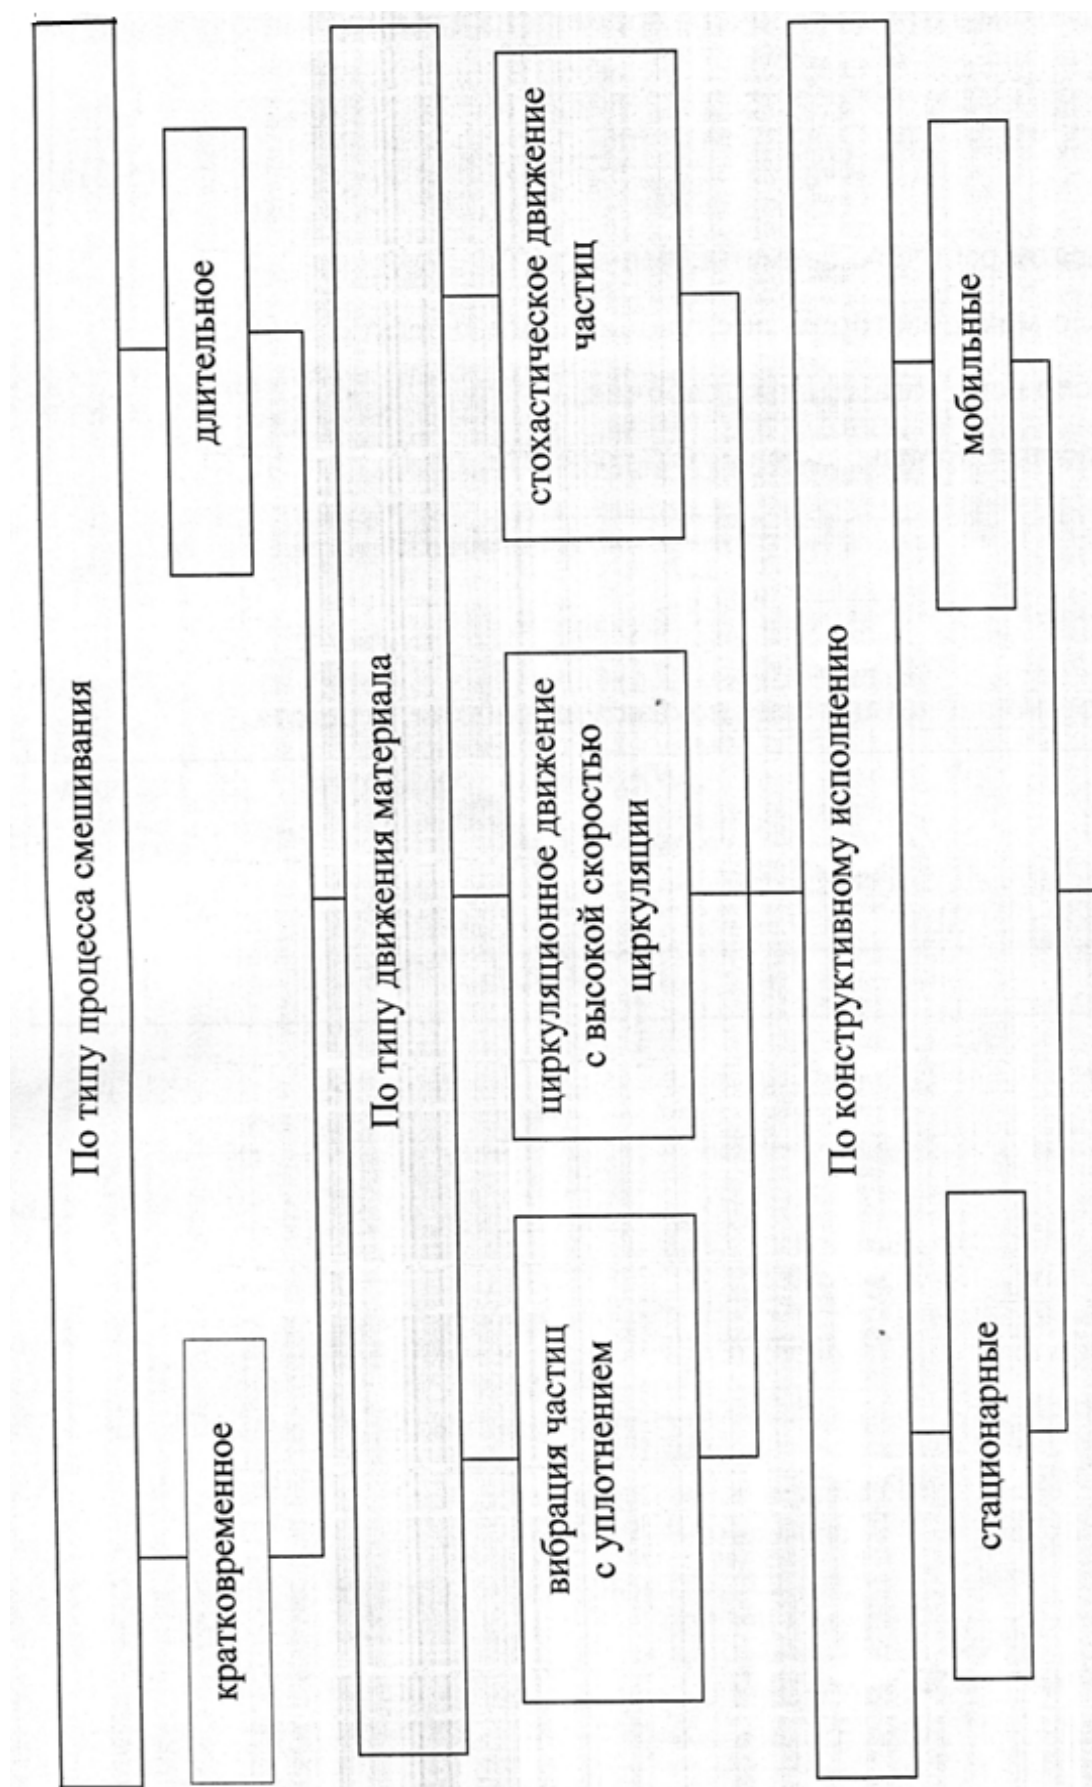 По типу процесса смешивания
кратковременное
длительное
По типу движения материала
вибрация частиц
с уплотнением
циркуляционное движение
с высокой скоростью
циркуляции
стохастическое движение
частиц
По конструктивному исполнению
стационарные
мобильные